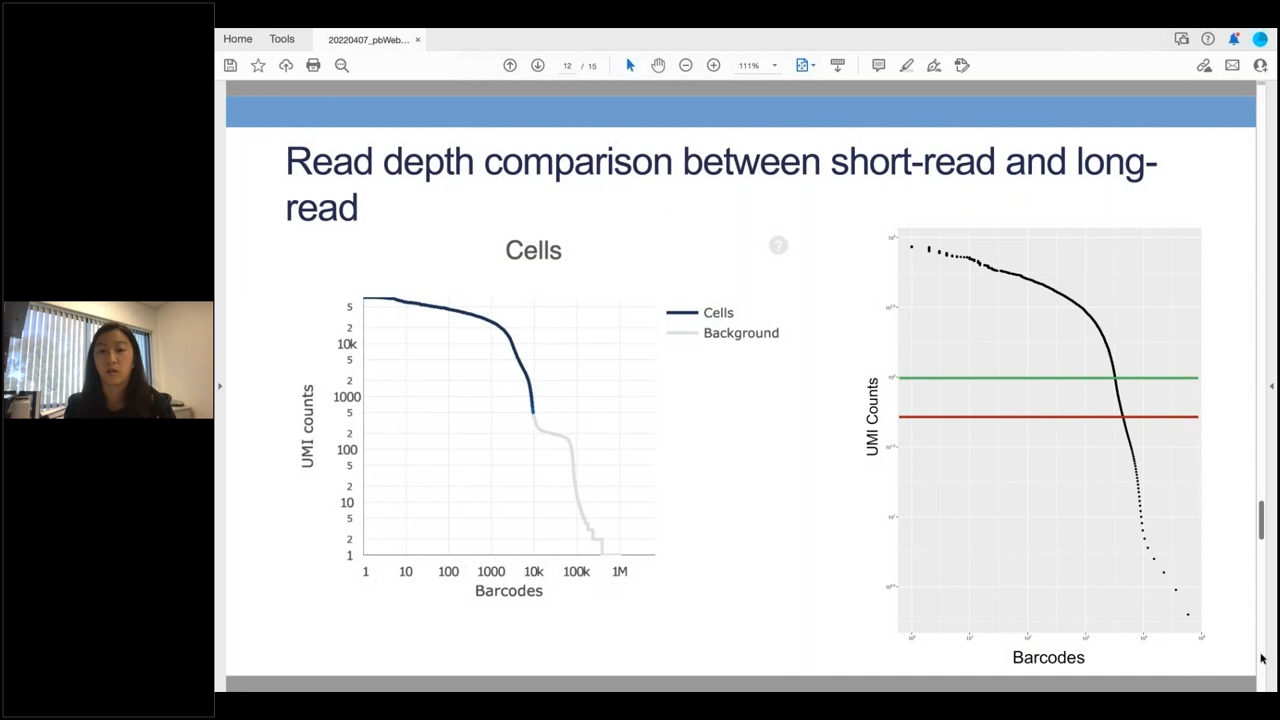 Home
Tools
20220407_pbWeb...
12 / 15
111%
Read depth comparison between short-read and long-
read
Cells
?
Cells
Background
UMI counts
5
2
10k
5
2
1000
5
2
100
5
2
10
5
2
1
1
10
100
1000
10k
100k
1M
Barcodes
UMI Counts
Barcodes